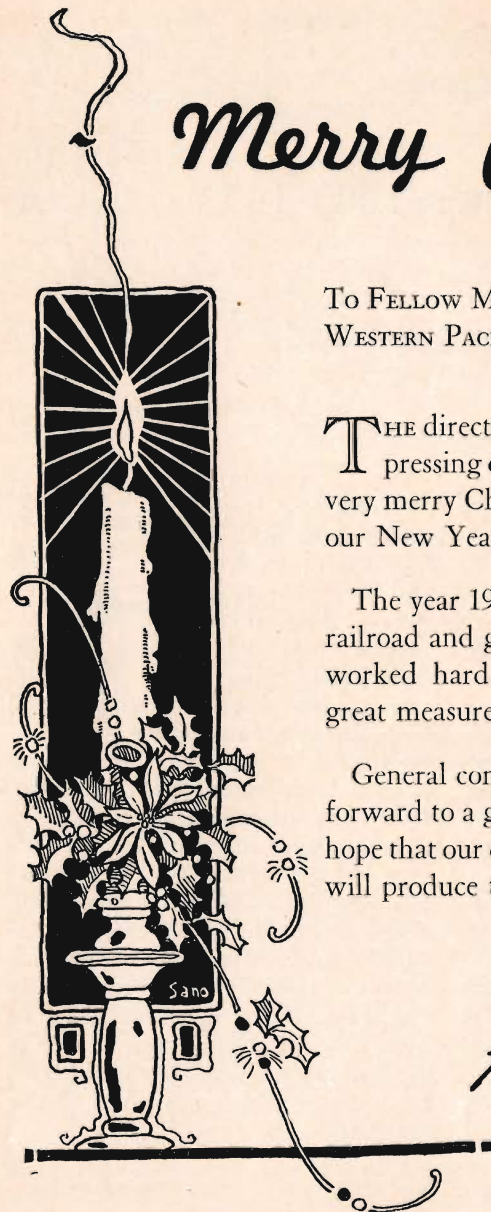 Merry
To Fellow M
Western Pac
The direct
pressing
very merry Ch
our New Yea
The year 19
railroad and g
worked hard
great measure
General con
forward to a g
hope that our
will produce t
Sano